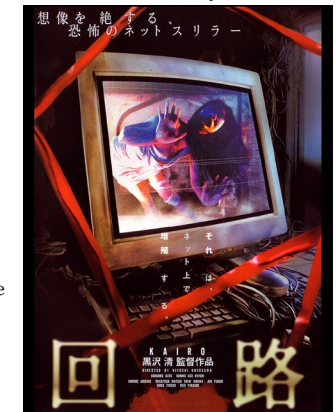 想像を絶する、
恐怖のネットスリラー
それは、
ネット上で
増殖する。
回路
KAIRO
黒沢清 監督作品
DIRECTED BY KIYOSHI KUROSAWA
e